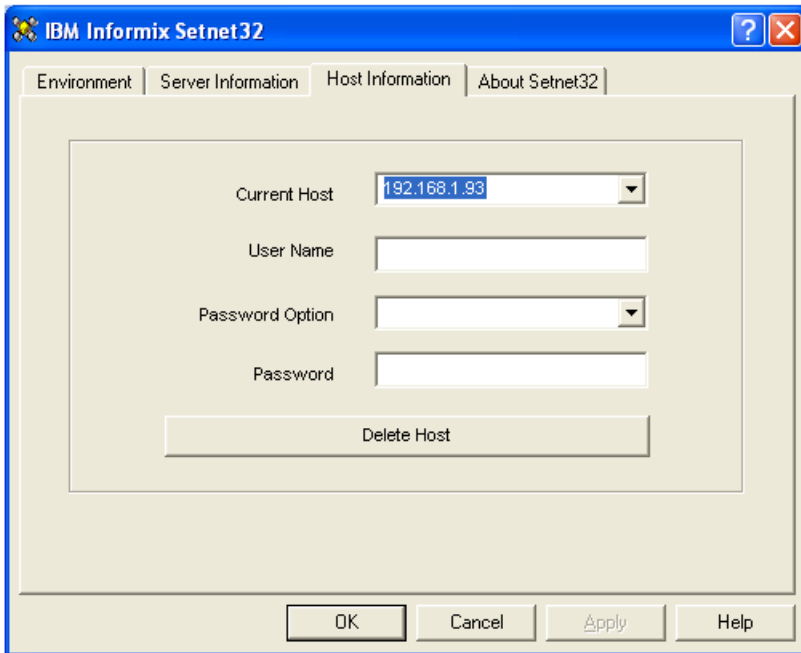 IBM Informix Setnet32
Environment Server Information Host Information About Setnet32
Current Host 192.168.1.93
User Name
Password Option
Password
Delete Host
OK Cancel Apply Help